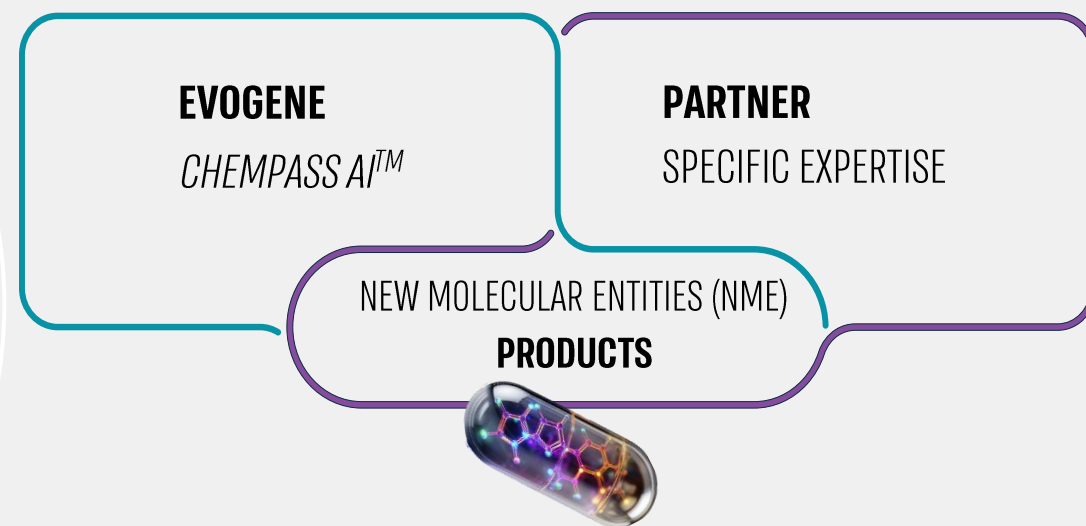 EVOGENE
CHEMPASS AI™
PARTNER
SPECIFIC EXPERTISE
NEW MOLECULAR ENTITIES (NME)
PRODUCTS